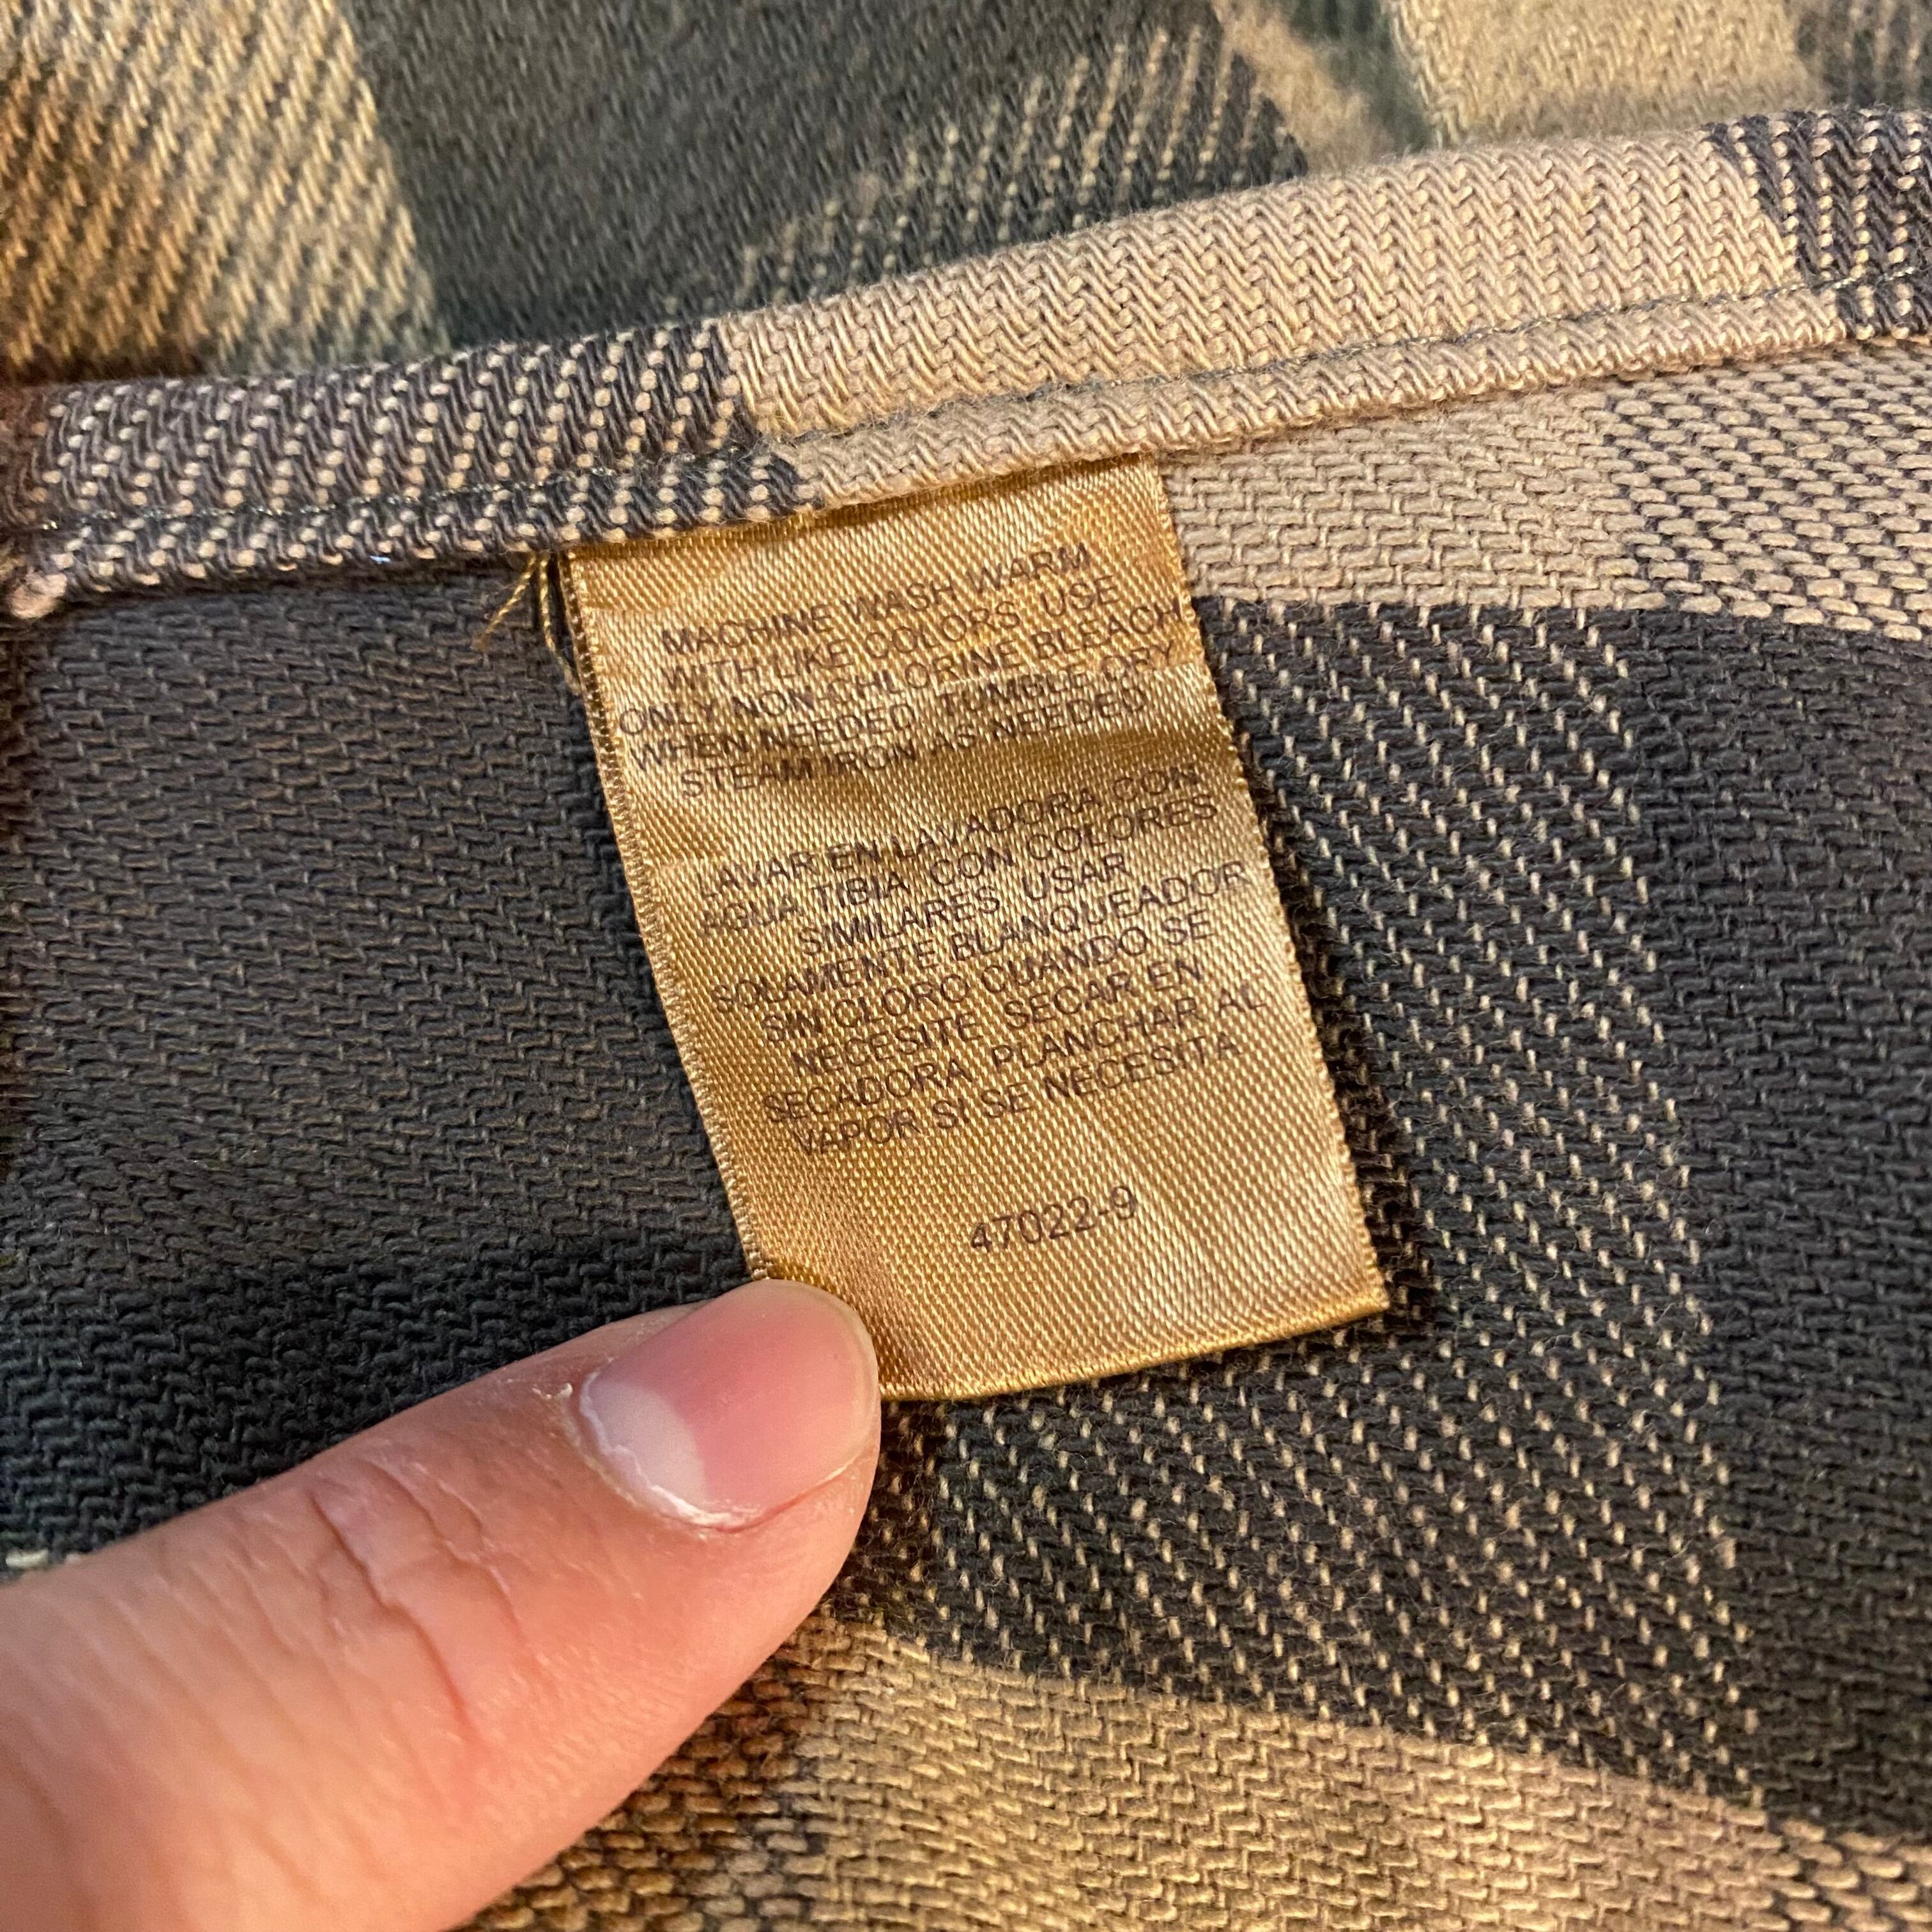 MACHINE WASH WARM
WITH LIKE COLORS USE
ONLY NON-CHLORINE BLEACH
WHEN NEEDED TUMBLE DRY
STEAM IRON AS NEEDED
LAVAR EN LAVADORA CON
AGUA TIBIA CON COLORES
SIMILARES USAR
SOLAMENTE BLANQUEADOR
SIN CLORO CUANDO SE
NECESITE SECAR EN
SECADORA PLANCHAR AL
VAPOR SI SE NECESITA
47022-9